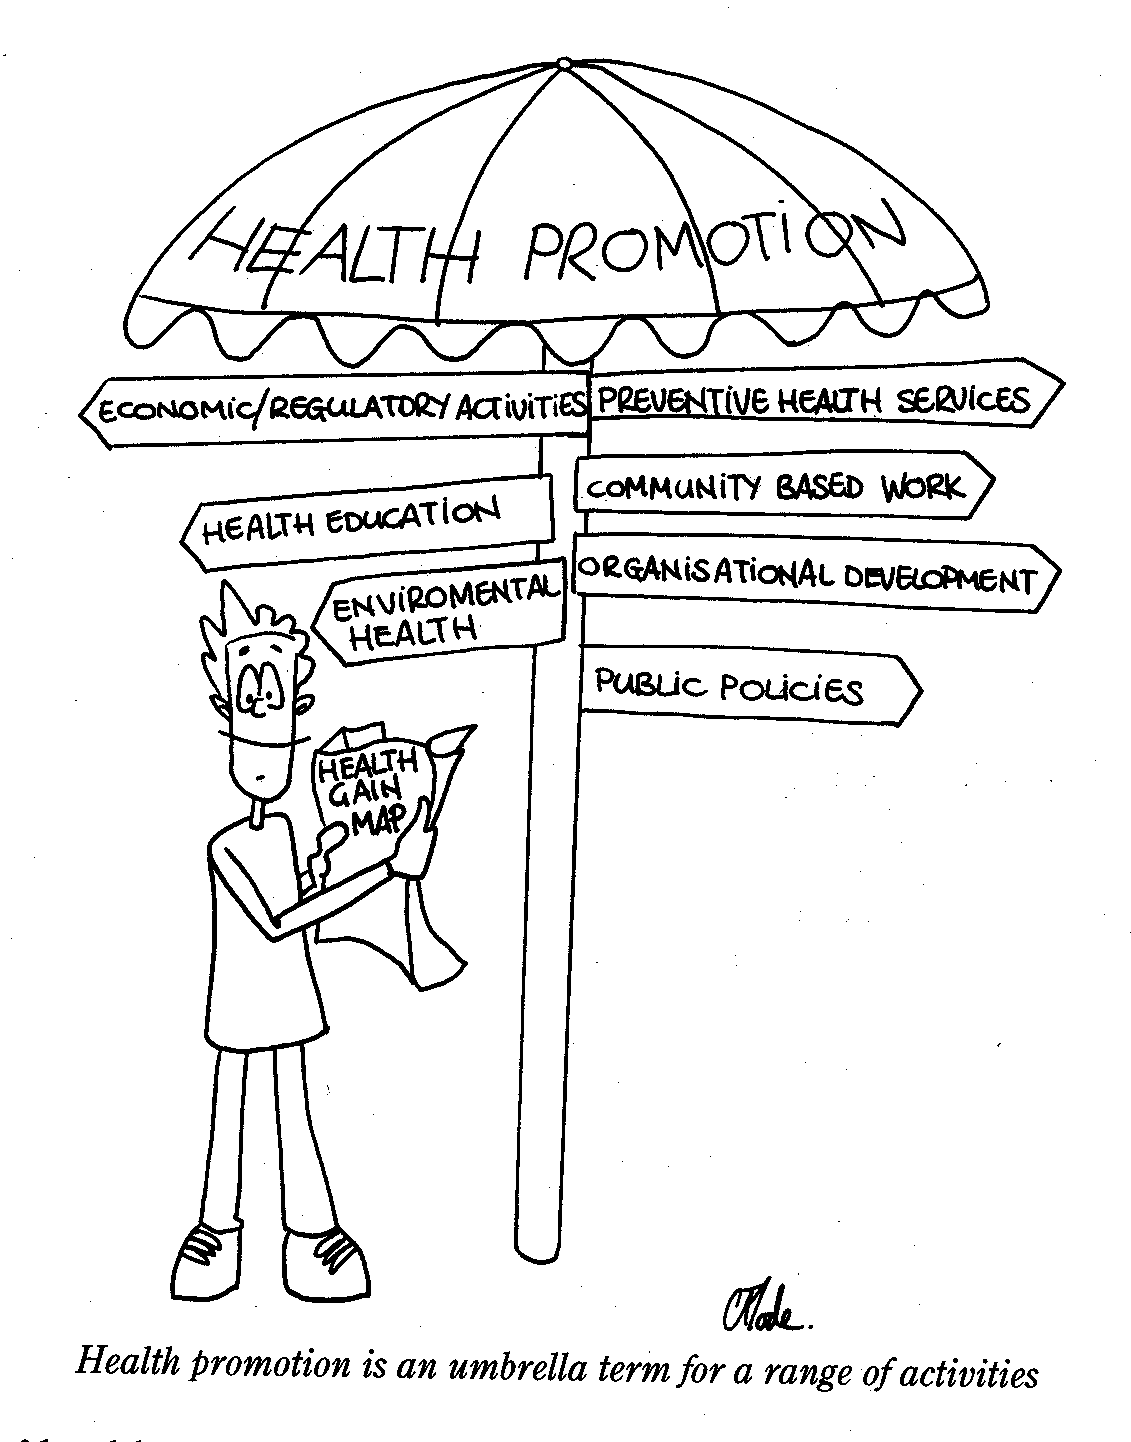 HEALTH PROMOTION
ECONOMIC/REGULATORY ACTIVITIES
PREVENTIVE HEALTH SERVICES
COMMUNITY BASED WORK
HEALTH EDUCATION
ORGANISATIONAL DEVELOPMENT
ENVIROMENTAL
HEALTH
PUBLIC POLICIES
HEALTH
GAIN
MAP
Health promotion is an umbrella term for a range of activities